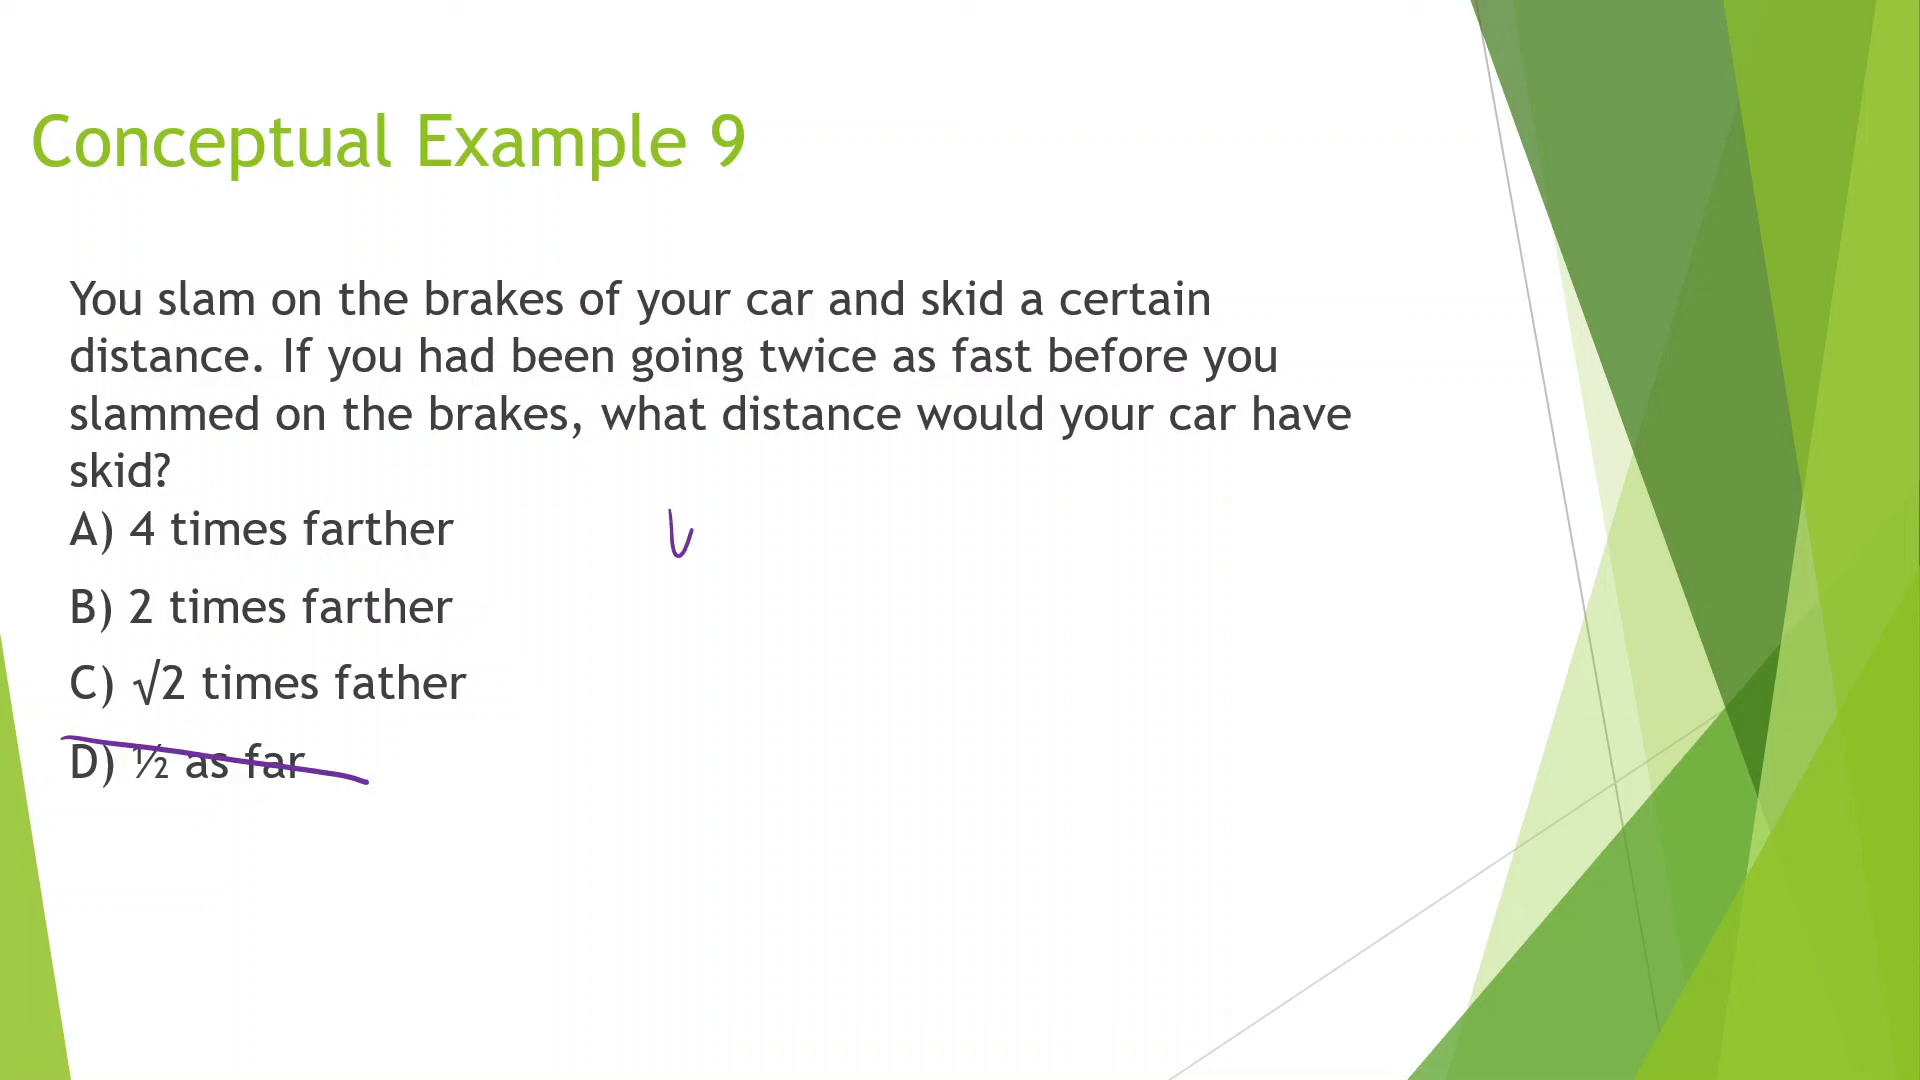 Conceptual Example 9
You slam on the brakes of your car and skid a certain
distance. If you had been going twice as fast before you
slammed on the brakes, what distance would your car have
skid?
A) 4 times farther
B) 2 times farther
C) √2 times father
D) ½ as far